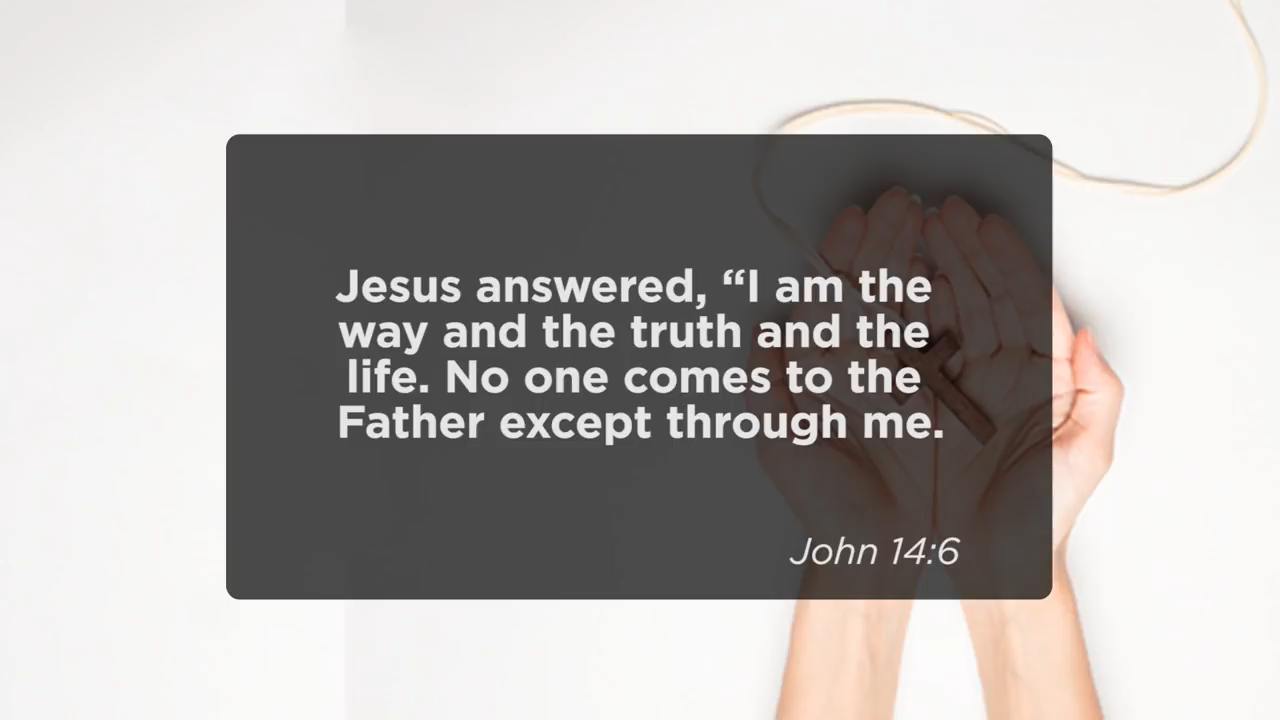 Jesus answered, “I am the
way and the truth and the
life. No one comes to the
Father except through me.
John 14:6